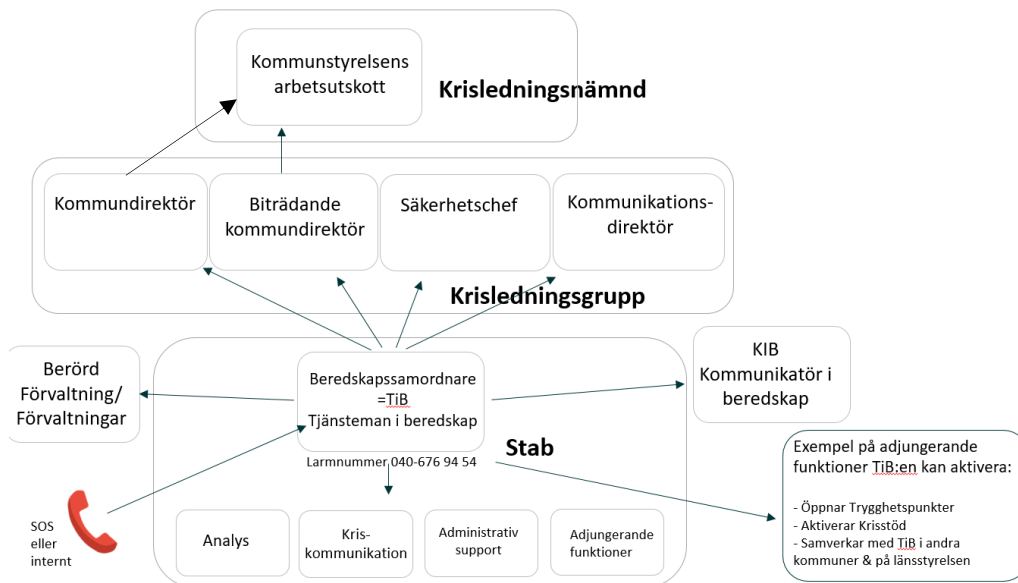 Kommunstyrelsens
arbetsutskott
Krisledningsnämnd
Kommundirektör
Biträdande
kommundirektör
Säkerhetschef
Kommunikations-
direktör
Krisledningsgrupp
Berörd
Förvaltning/
Förvaltningar
Beredskapssamordnare
=TiB
Tjänsteman i beredskap
KIB
Kommunikatör i
beredskap
Stab
Larmnummer 040-676 94 54
SOS
eller
internt
Analys
Kris-
kommunikation
Administrativ
support
Adjungerande
funktioner
Exempel på adjungerande
funktioner TiB:en kan aktivera:
- Öppnar Trygghetspunkter
- Aktiverar Krisstöd
- Samverkar med TiB i andra
kommuner & på länsstyrelsen